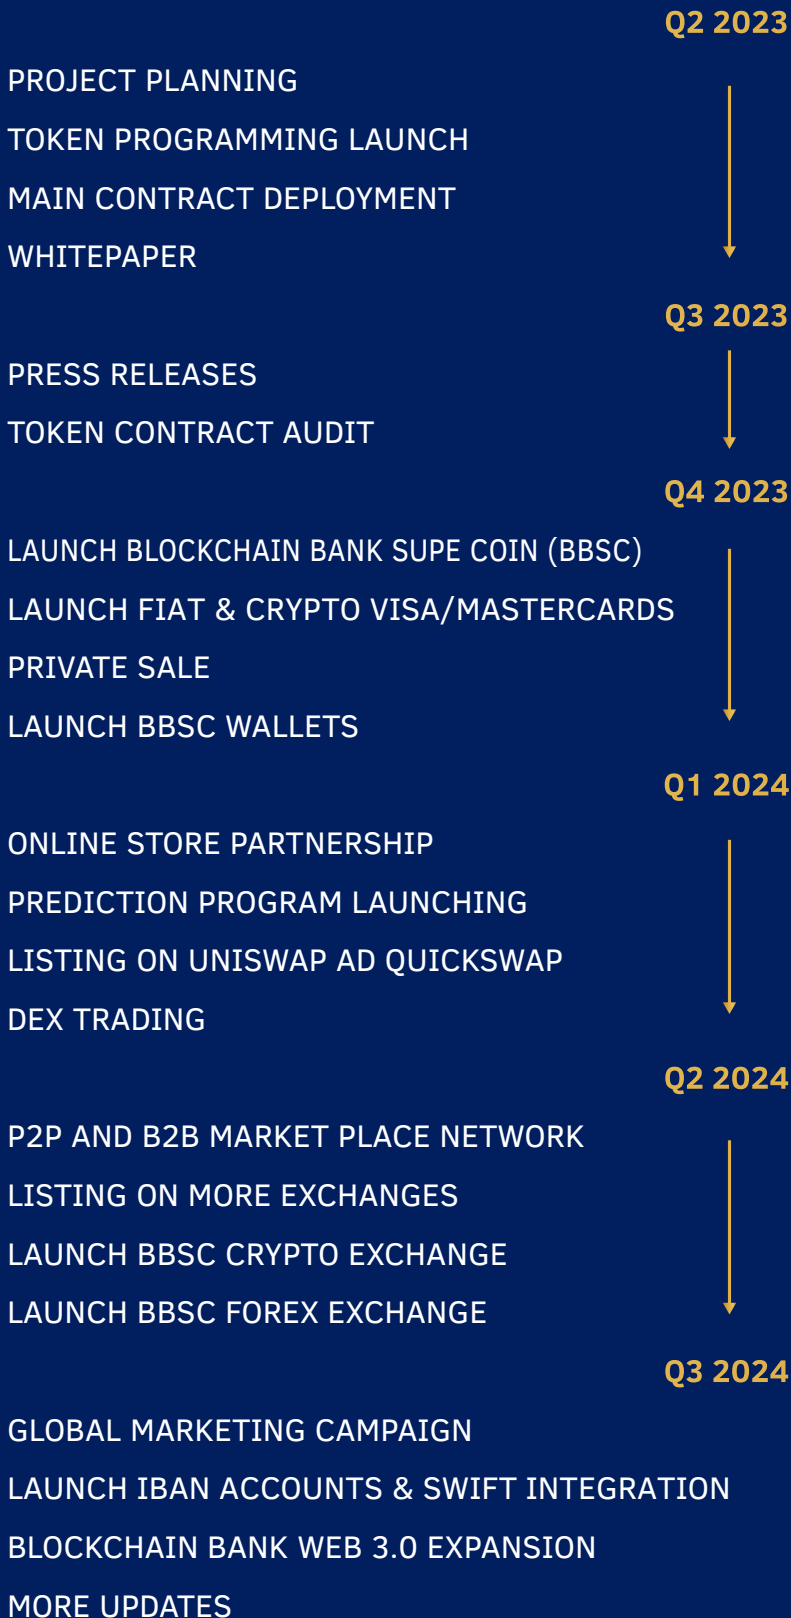 Q2 2023
PROJECT PLANNING
TOKEN PROGRAMMING LAUNCH
MAIN CONTRACT DEPLOYMENT
WHITEPAPER
Q3 2023
PRESS RELEASES
TOKEN CONTRACT AUDIT
Q4 2023
LAUNCH BLOCKCHAIN BANK SUPE COIN (BBSC)
LAUNCH FIAT & CRYPTO VISA/MASTERCARDS
PRIVATE SALE
LAUNCH BBSC WALLETS
Q1 2024
ONLINE STORE PARTNERSHIP
PREDICTION PROGRAM LAUNCHING
LISTING ON UNISWAP AD QUICKSWAP
DEX TRADING
Q2 2024
P2P AND B2B MARKET PLACE NETWORK
LISTING ON MORE EXCHANGES
LAUNCH BBSC CRYPTO EXCHANGE
LAUNCH BBSC FOREX EXCHANGE
Q3 2024
GLOBAL MARKETING CAMPAIGN
LAUNCH IBAN ACCOUNTS & SWIFT INTEGRATION
BLOCKCHAIN BANK WEB 3.0 EXPANSION
MORE UPDATES